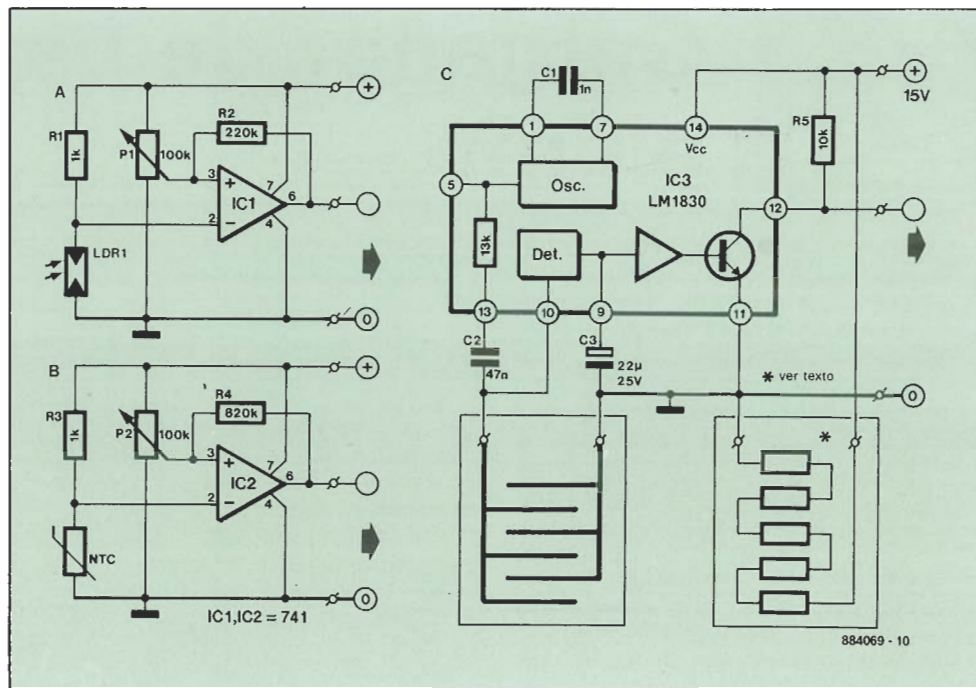 A
R1
1k
P1
100k
R2
220k
3
+
2
−
7
6
4
IC1
LDR1
+
0
B
R3
1k
P2
100k
R4
820k
3
+
2
−
7
6
4
IC2
NTC
+
0
IC1,IC2 = 741
C
C1
1n
1
7
14
Vcc
+
15V
R5
10k
5
Osc.
IC3
LM1830
12
13k
Det.
13
10
9
11
C2
47n
C3
22µ
25V
* ver texto
0
*
884069 - 10